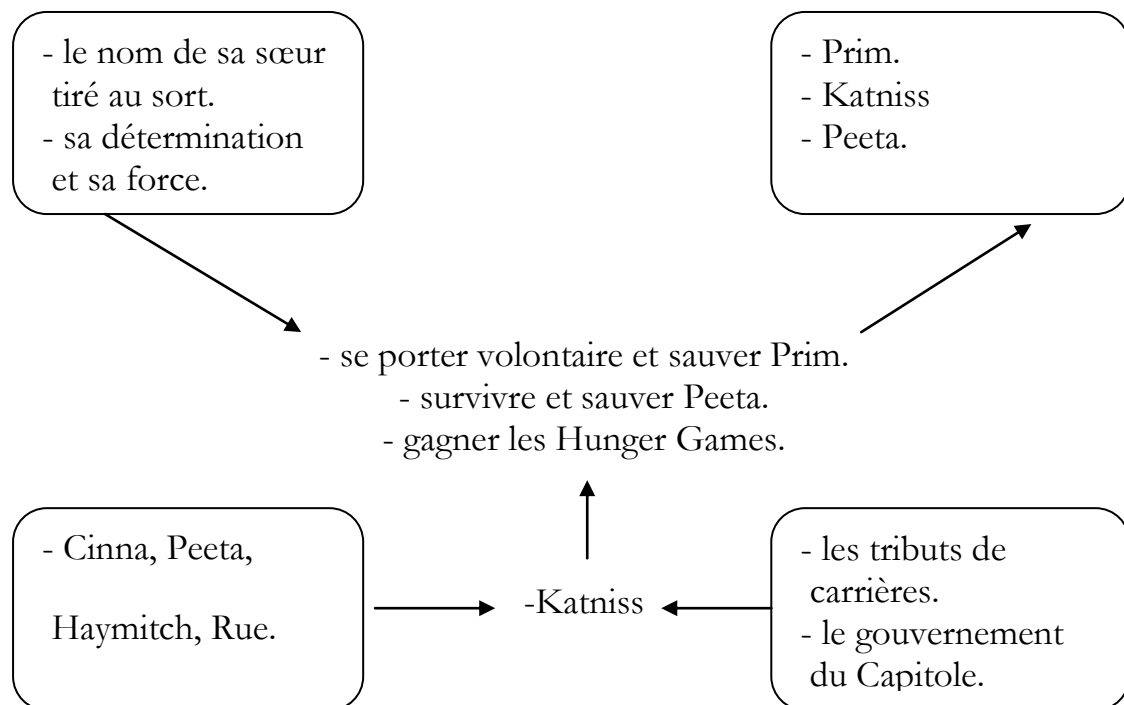 - le nom de sa sœur
tiré au sort.
- sa détermination
et sa force.
- Prim.
- Katniss
- Peeta.
- se porter volontaire et sauver Prim.
- survivre et sauver Peeta.
- gagner les Hunger Games.
- Cinna, Peeta,
Haymitch, Rue.
-Katniss
- les tributs de
carrières.
- le gouvernement
du Capitole.